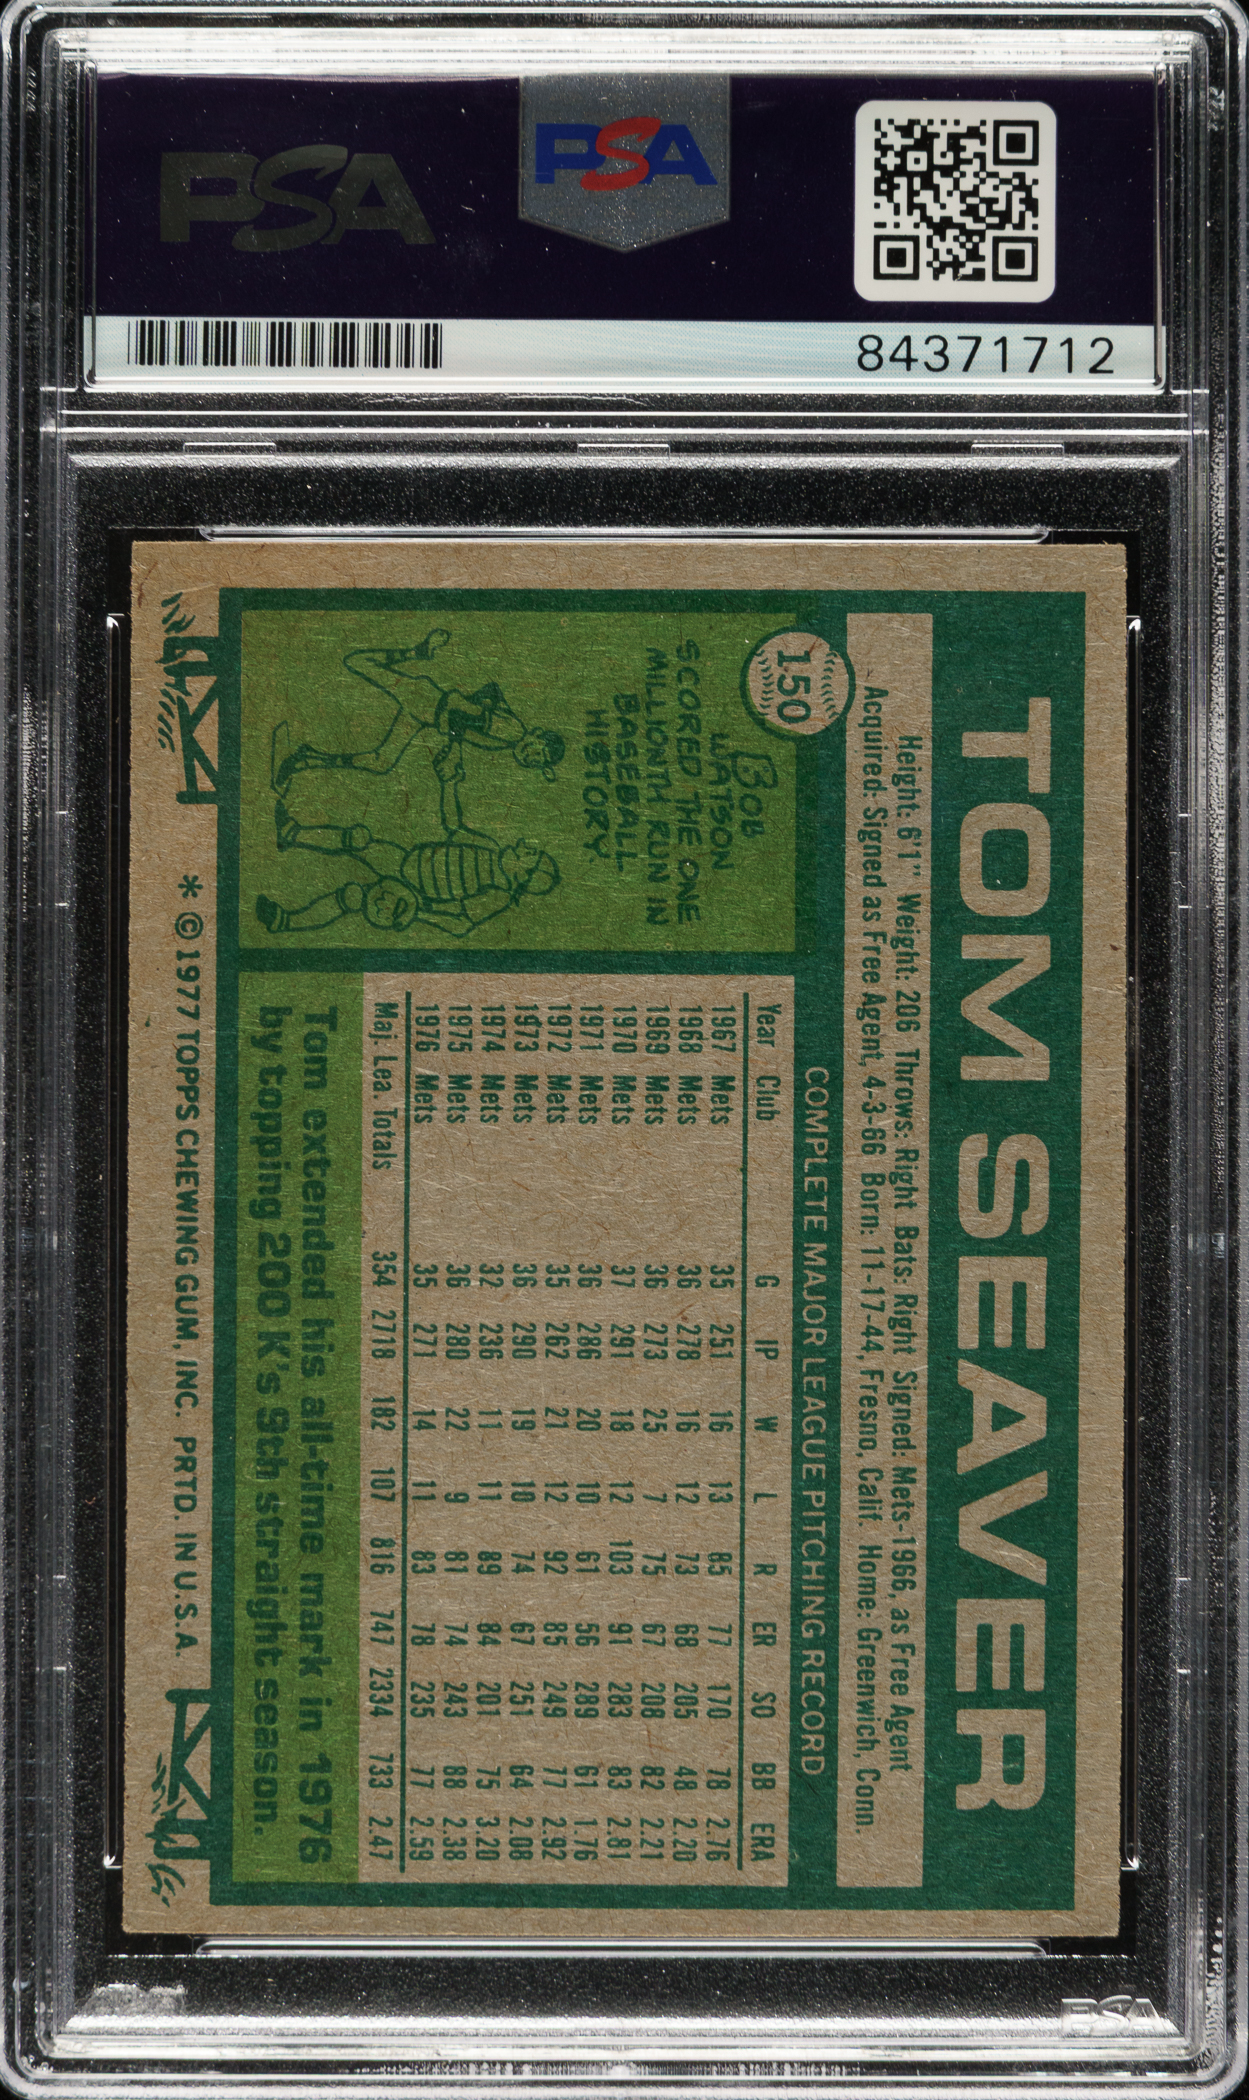 PSA
PSA
84371712
TOM SEAVER
Height: 6'1" Weight: 206 Throws: Right Bats: Right Signed: Mets-1966, as Free Agent
Acquired: Signed as Free Agent, 4-3-66 Born: 11-17-44, Fresno, Calif. Home: Greenwich, Conn.
150
BOB
WATSON
SCORED THE ONE
MILLIONTH RUN IN
BASEBALL
HISTORY
COMPLETE MAJOR LEAGUE PITCHING RECORD
Year Club G IP W L R ER SO BB ERA
1967 Mets 35 251 16 13 85 77 170 78 2.76
1968 Mets 36 278 16 12 73 68 205 48 2.20
1969 Mets 36 273 25 7 75 67 208 82 2.21
1970 Mets 37 291 18 12 103 91 283 83 2.81
1971 Mets 36 286 20 10 61 56 289 61 1.76
1972 Mets 35 262 21 12 92 85 249 77 2.92
1973 Mets 36 290 19 10 74 67 251 64 2.08
1974 Mets 32 236 11 11 89 84 201 75 3.20
1975 Mets 36 280 22 9 81 74 243 88 2.38
1976 Mets 35 271 14 11 83 78 235 77 2.59
Maj. Lea. Totals 354 2718 182 107 816 747 2334 733 2.47
Tom extended his all-time mark in 1976
by topping 200 K's 9th straight season.
* © 1977 TOPPS CHEWING GUM, INC. PRTD. IN U.S.A.
PSA